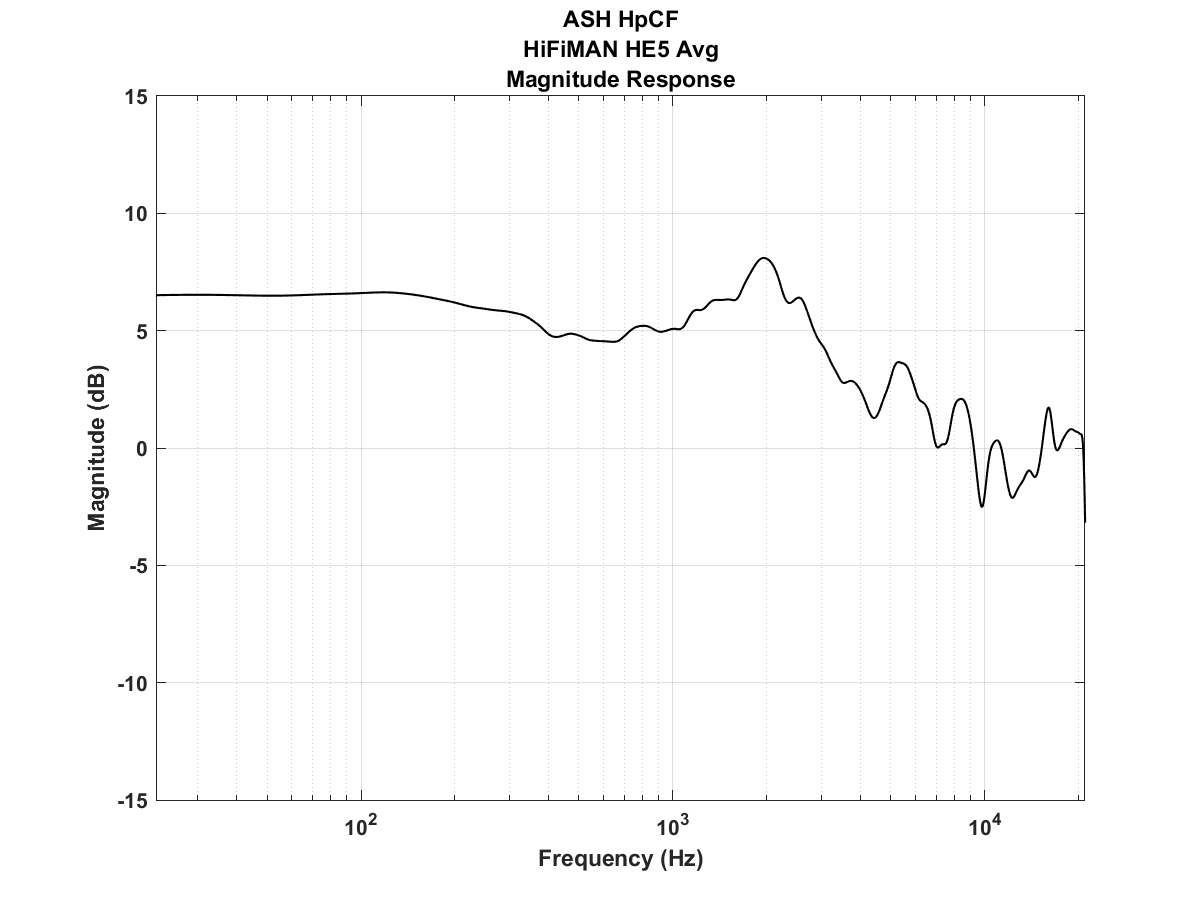 ASH HpCF
HiFiMAN HE5 Avg
Magnitude Response
15
10
5
0
-5
-10
-15
Magnitude (dB)
10²
10³
10⁴
Frequency (Hz)